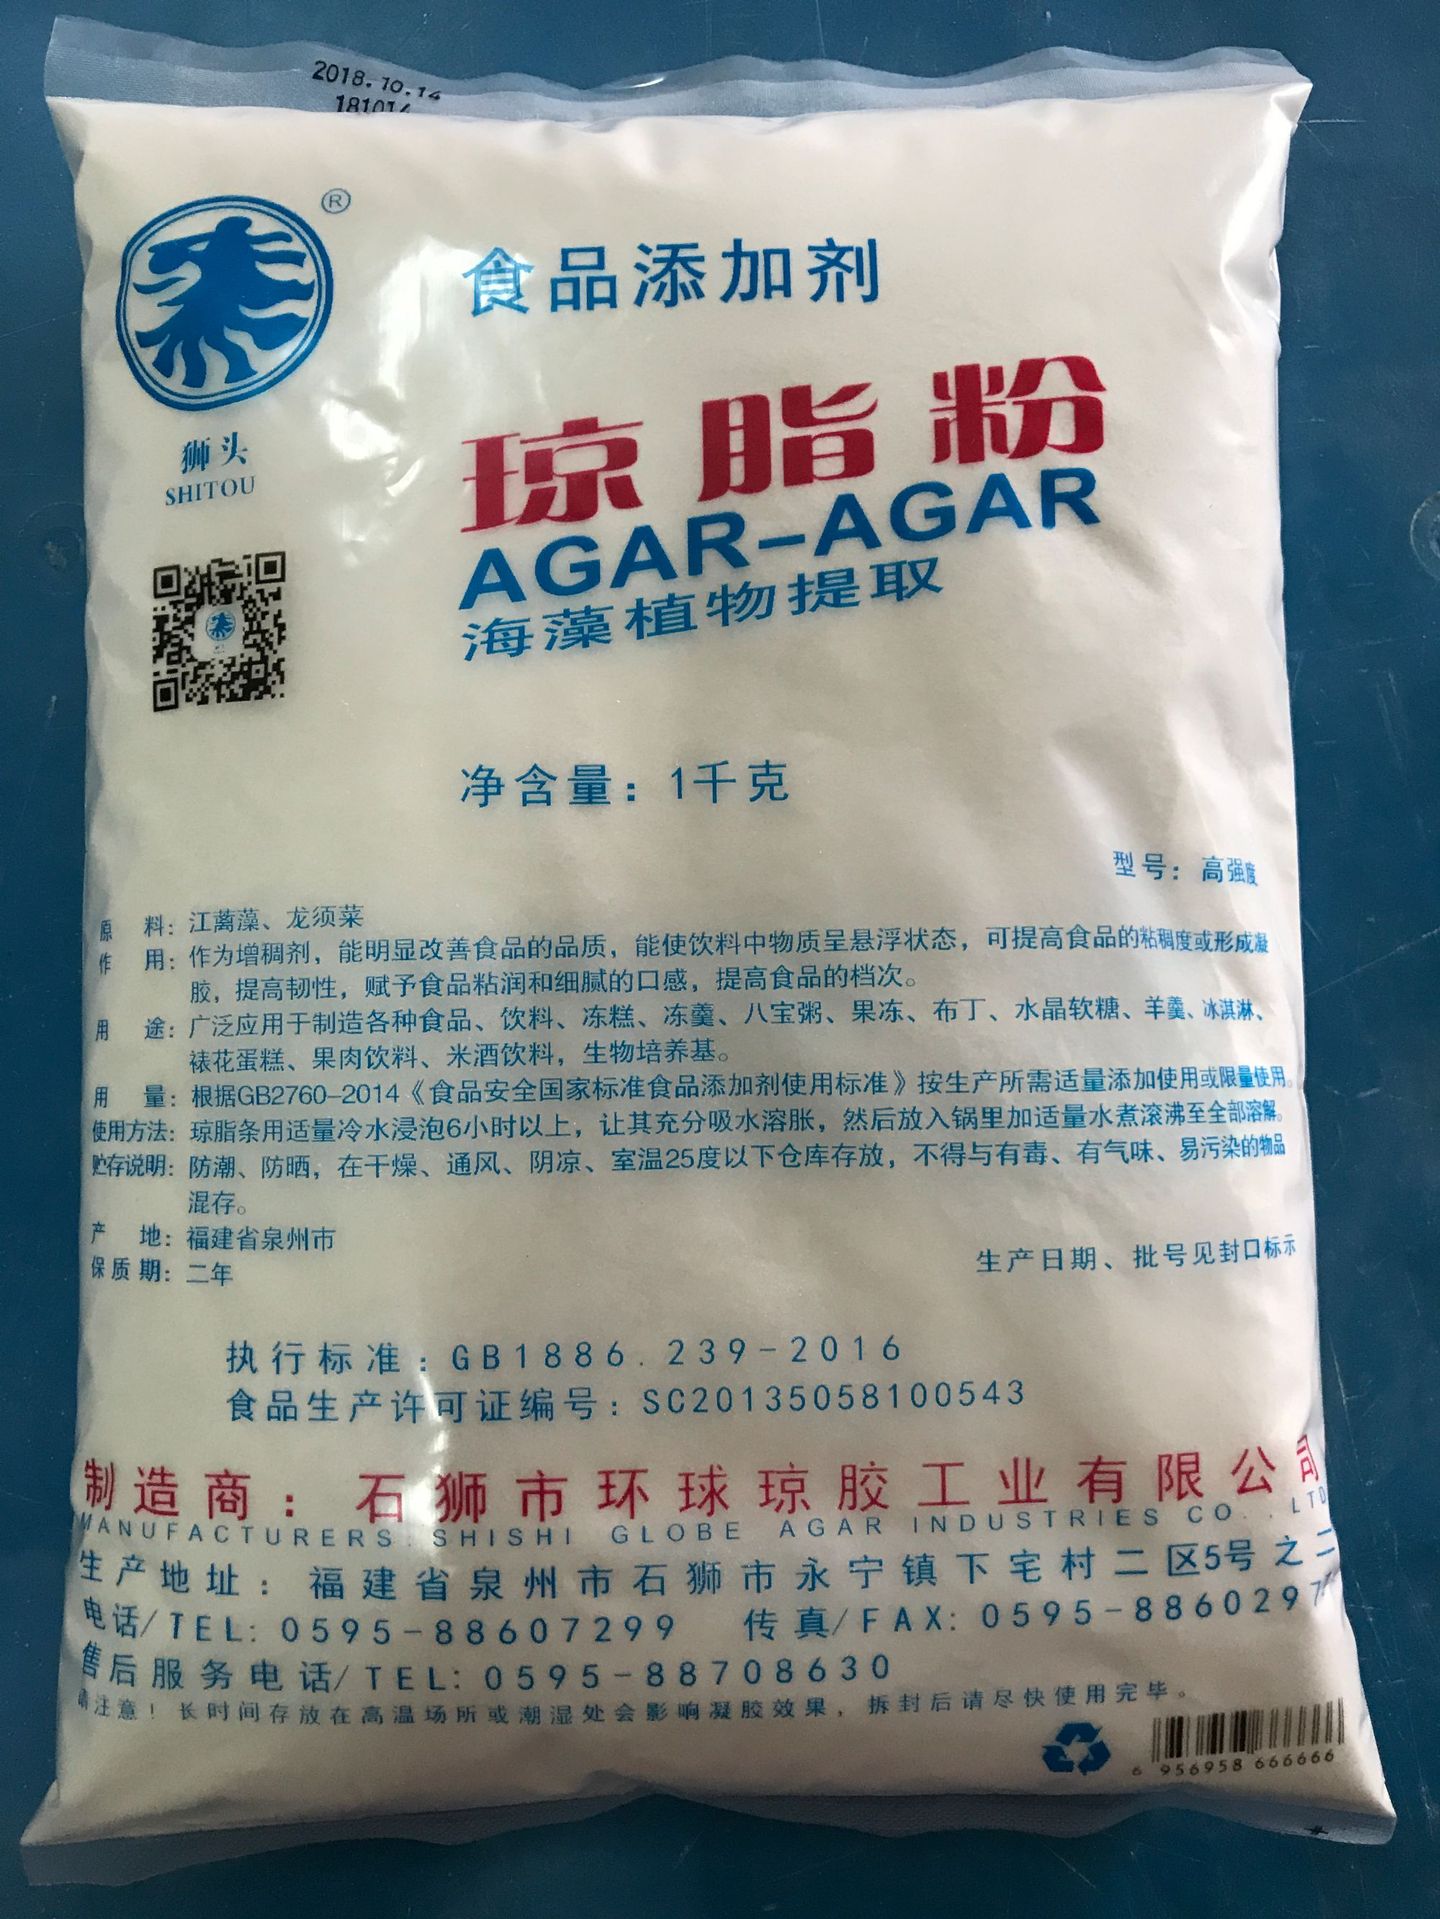 2018.10.14
181014
®
食品添加剂
琼脂粉
AGAR-AGAR
海藻植物提取
狮头
SHITOU
净含量：1千克
型号：高强度
原料：江蓠藻、龙须菜
作用：作为增稠剂，能明显改善食品的品质，能使饮料中物质呈悬浮状态，可提高食品的粘稠度或形成凝
胶，提高韧性，赋予食品粘润和细腻的口感，提高食品的档次。
用途：广泛应用于制造各种食品、饮料、冻糕、冻羹、八宝粥、果冻、布丁、水晶软糖、羊羹、冰淇淋、
裱花蛋糕、果肉饮料、米酒饮料，生物培养基。
用量：根据GB2760-2014《食品安全国家标准食品添加剂使用标准》按生产所需适量添加使用或限量使用。
使用方法：琼脂条用适量冷水浸泡6小时以上，让其充分吸水溶胀，然后放入锅里加适量水煮滚沸至全部溶解。
贮存说明：防潮、防晒，在干燥、通风、阴凉、室温25度以下仓库存放，不得与有毒、有气味、易污染的物品
混存。
产地：福建省泉州市
保质期：二年
生产日期、批号见封口标示
执行标准：GB1886.239-2016
食品生产许可证编号：SC20135058100543
制造商：石狮市环球琼胶工业有限公司
MANUFACTURERS:SHISHI GLOBE AGAR INDUSTRIES CO.,LTD
生产地址：福建省泉州市石狮市永宁镇下宅村二区5号之二
电话/TEL:0595-88607299 传真/FAX:0595-8860297
售后服务电话/TEL:0595-88708630
请注意！长时间存放在高温场所或潮湿处会影响凝胶效果，拆封后请尽快使用完毕。
6 956958 666666